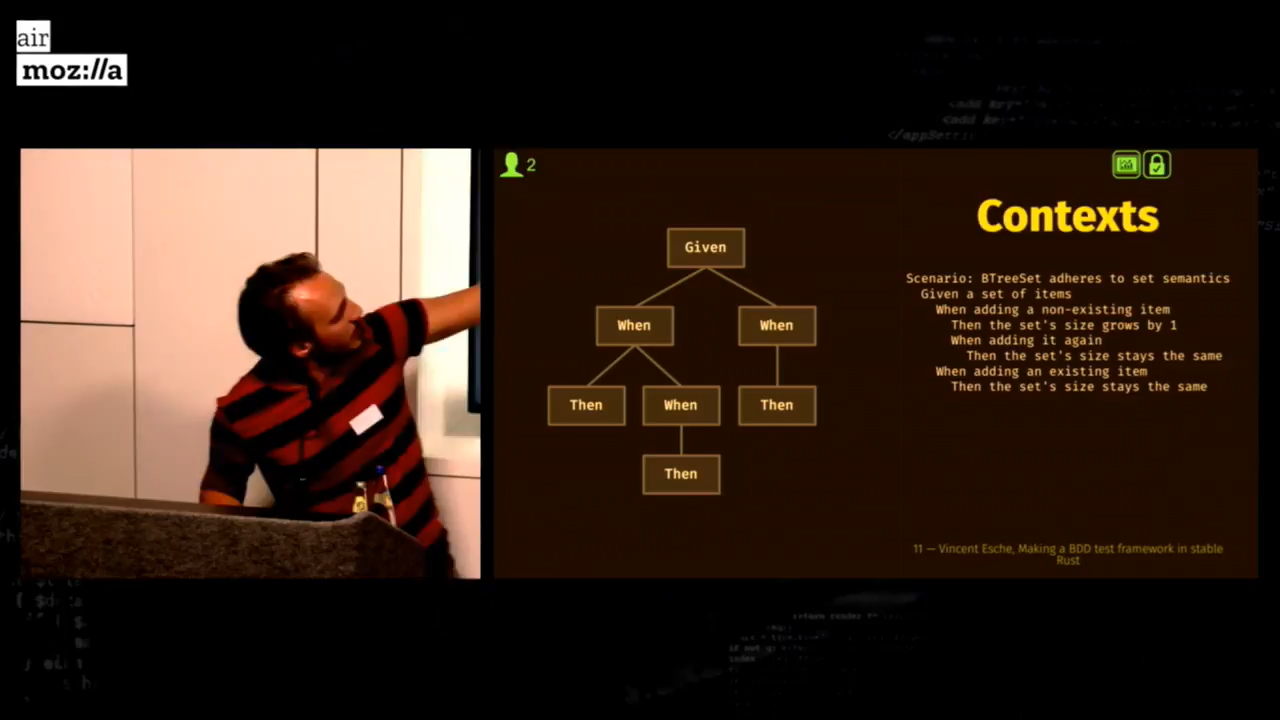 air
moz://a
2
Contexts
Given
When
When
Then
When
Then
Then
Scenario: BTreeSet adheres to set semantics
Given a set of items
When adding a non-existing item
Then the set's size grows by 1
When adding it again
Then the set's size stays the same
When adding an existing item
Then the set's size stays the same
11 — Vincent Esche, Making a BDD test framework in stable
Rust